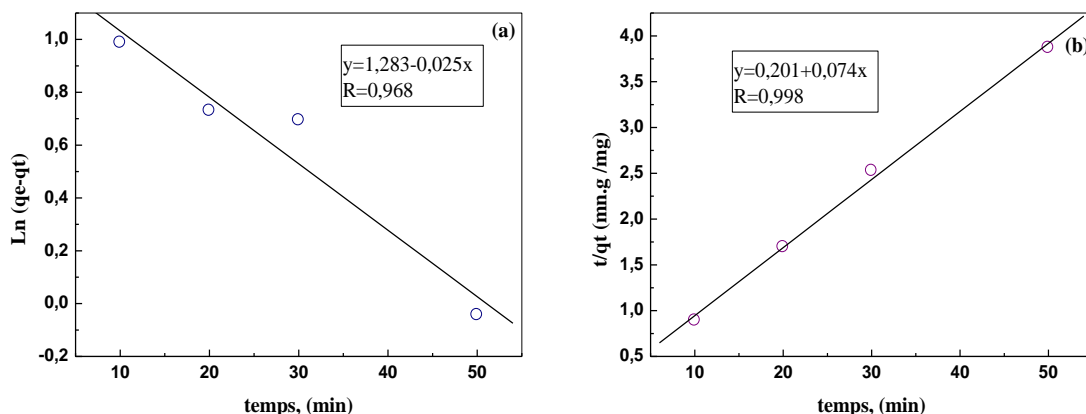 (a)
1,0
0,8
0,6
0,4
0,2
0,0
-0,2
y=1,283-0,025x
R=0,968
Ln (qe-qt)
10
20
30
40
50
temps, (min)
(b)
4,0
3,5
3,0
2,5
2,0
1,5
1,0
0,5
y=0,201+0,074x
R=0,998
t/qt (mn.g /mg)
10
20
30
40
50
temps, (min)